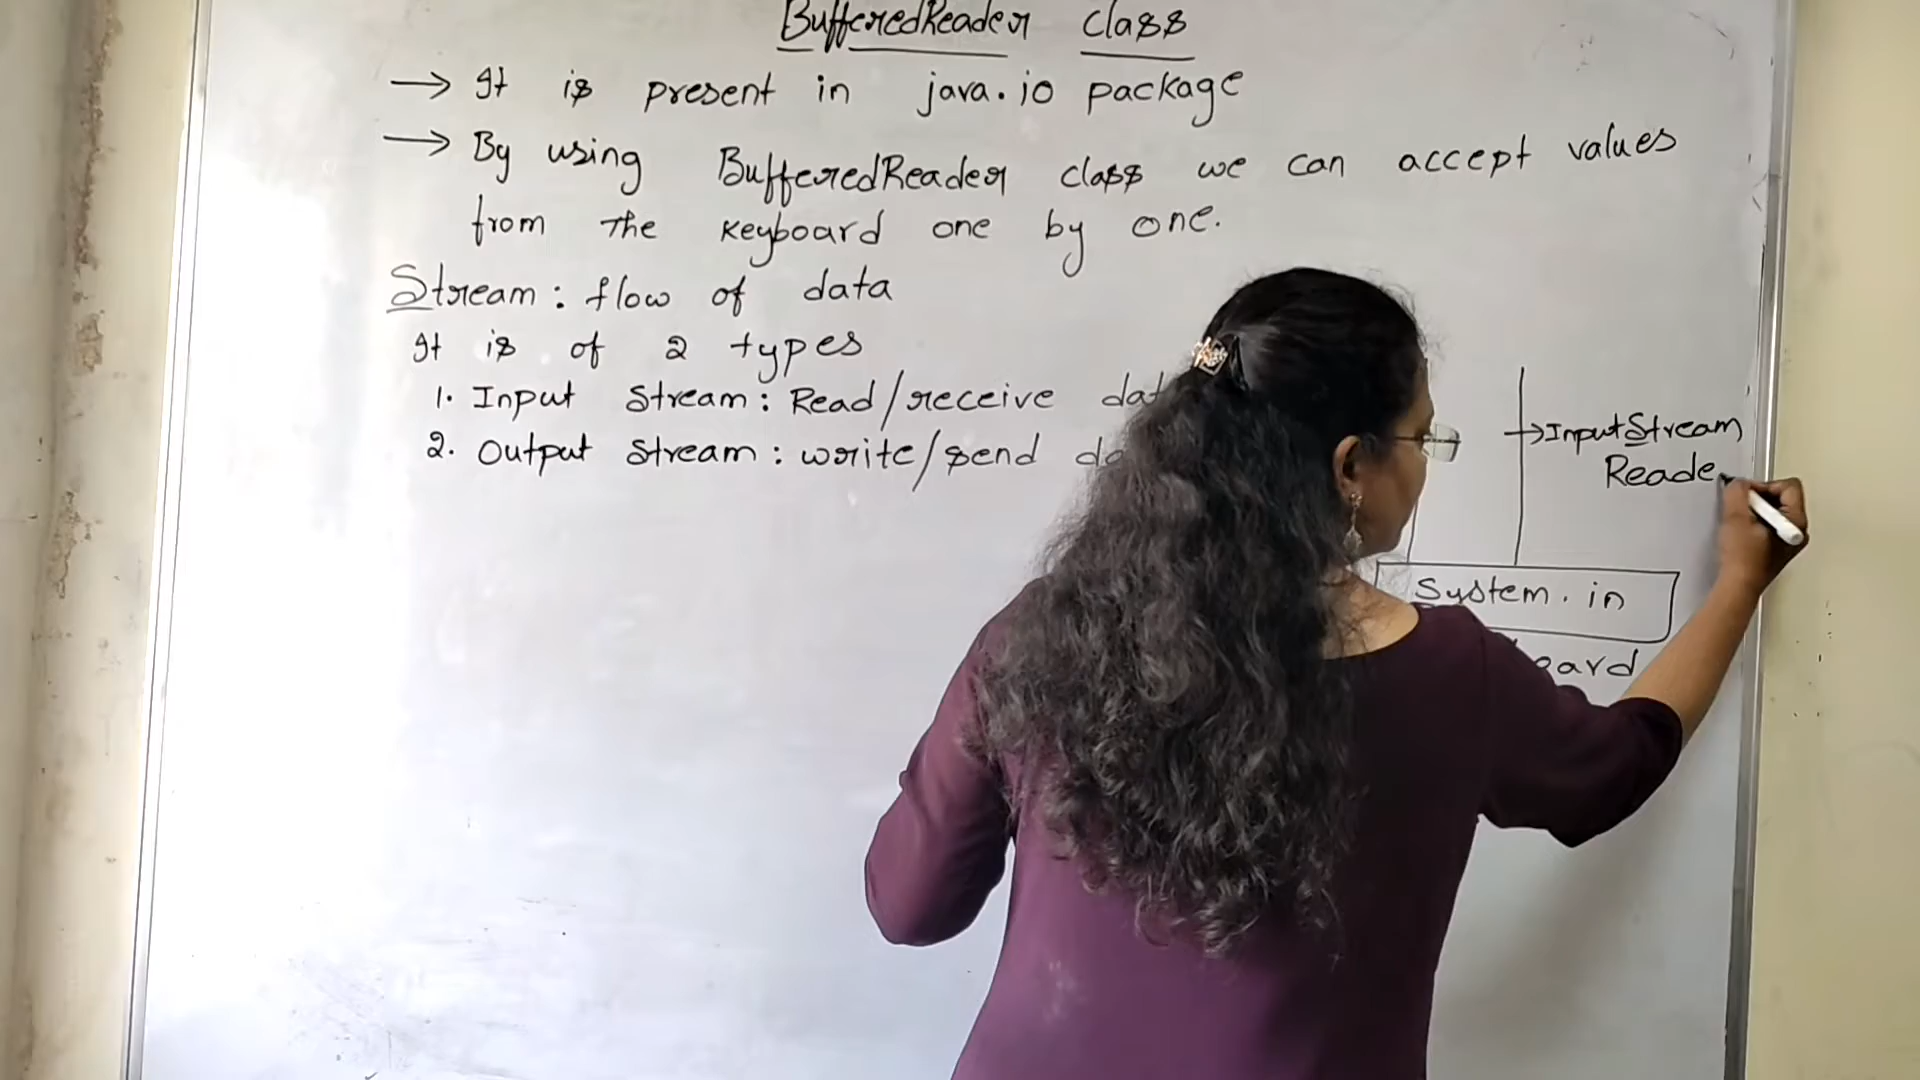 BufferedReader class
→ It is present in java.io package
→ By using BufferedReader class we can accept values
from the keyboard one by one.
Stream: flow of data
It is of 2 types
1. Input Stream: Read/receive
2. Output Stream: write/send
→InputStream
Reade
System.in